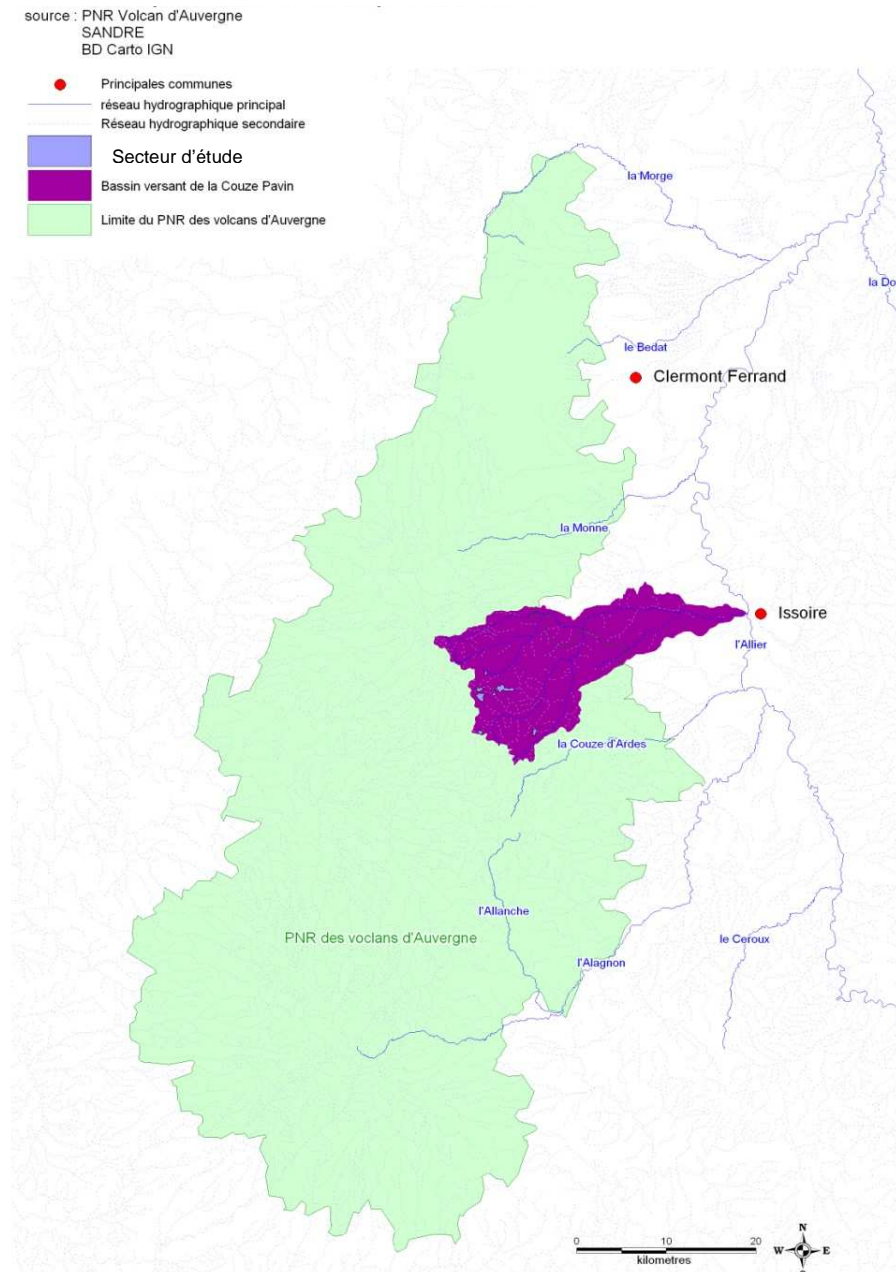 source : PNR Volcan d'Auvergne
SANDRE
BD Carto IGN
Principales communes
réseau hydrographique principal
Réseau hydrographique secondaire
Secteur d'étude
Bassin versant de la Couze Pavin
Limite du PNR des volcans d'Auvergne
la Morge
la Do
le Bedat
Clermont Ferrand
la Monne
Issoire
l'Allier
la Couze d'Ardes
l'Allanche
PNR des voclans d'Auvergne
le Ceroux
l'Alagnon
N
0 10 20
W E
kilometres